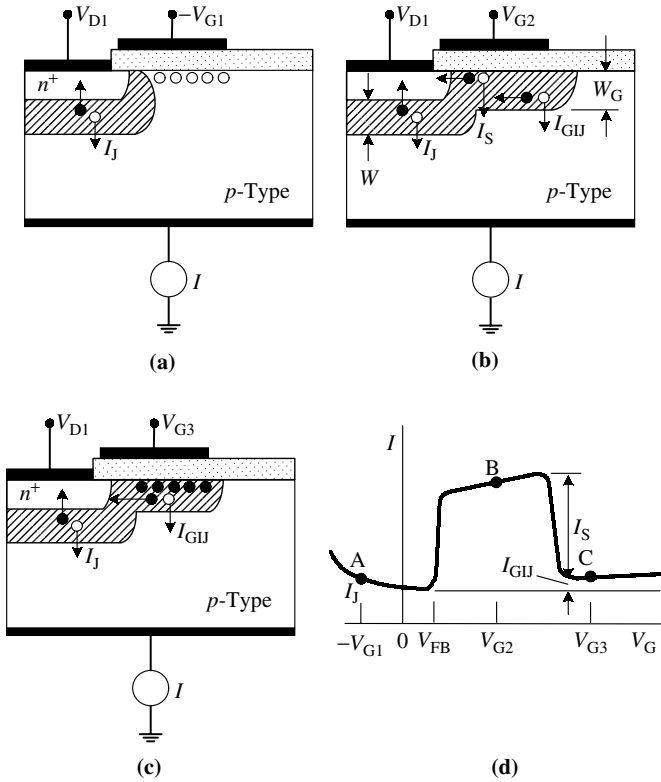 V_D1
−V_G1
n⁺
I_J
p-Type
I
(a)
V_D1
V_G2
W_G
I_S
I_GIJ
I_J
W
p-Type
I
(b)
V_D1
V_G3
n⁺
I_GIJ
I_J
p-Type
I
(c)
I
B
I_S
A
C
I_GIJ
I_J
−V_G1 0 V_FB V_G2 V_G3 V_G
(d)